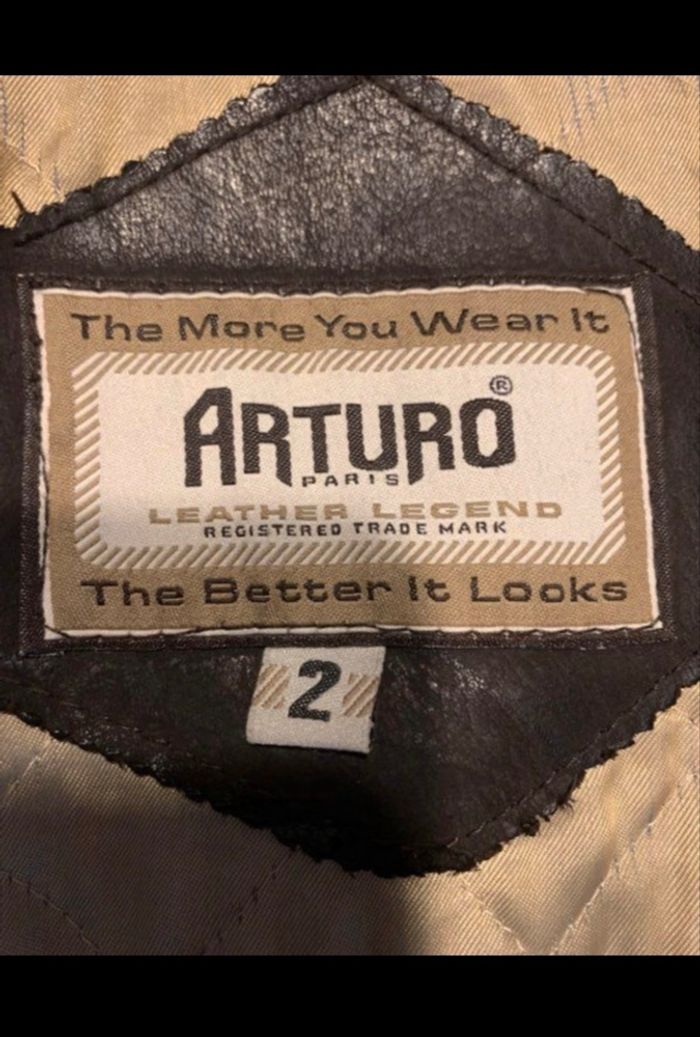 The More You Wear It
ARTURO®
PARIS
LEATHER LEGEND
REGISTERED TRADE MARK
The Better It Looks
2